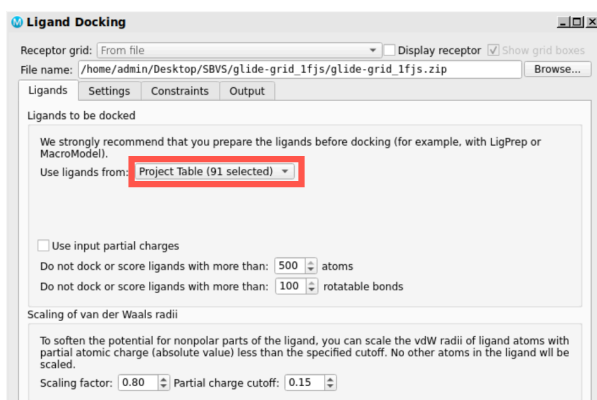 Ligand Docking
Receptor grid: From file Display receptor Show grid boxes
File name: /home/admin/Desktop/SBVS/glide-grid_1fjs/glide-grid_1fjs.zip Browse...
Ligands Settings Constraints Output
Ligands to be docked
We strongly recommend that you prepare the ligands before docking (for example, with LigPrep or
MacroModel).
Use ligands from: Project Table (91 selected)
Use input partial charges
Do not dock or score ligands with more than: 500 atoms
Do not dock or score ligands with more than: 100 rotatable bonds
Scaling of van der Waals radii
To soften the potential for nonpolar parts of the ligand, you can scale the vdW radii of ligand atoms with
partial atomic charge (absolute value) less than the specified cutoff. No other atoms in the ligand wll be
scaled.
Scaling factor: 0.80 Partial charge cutoff: 0.15